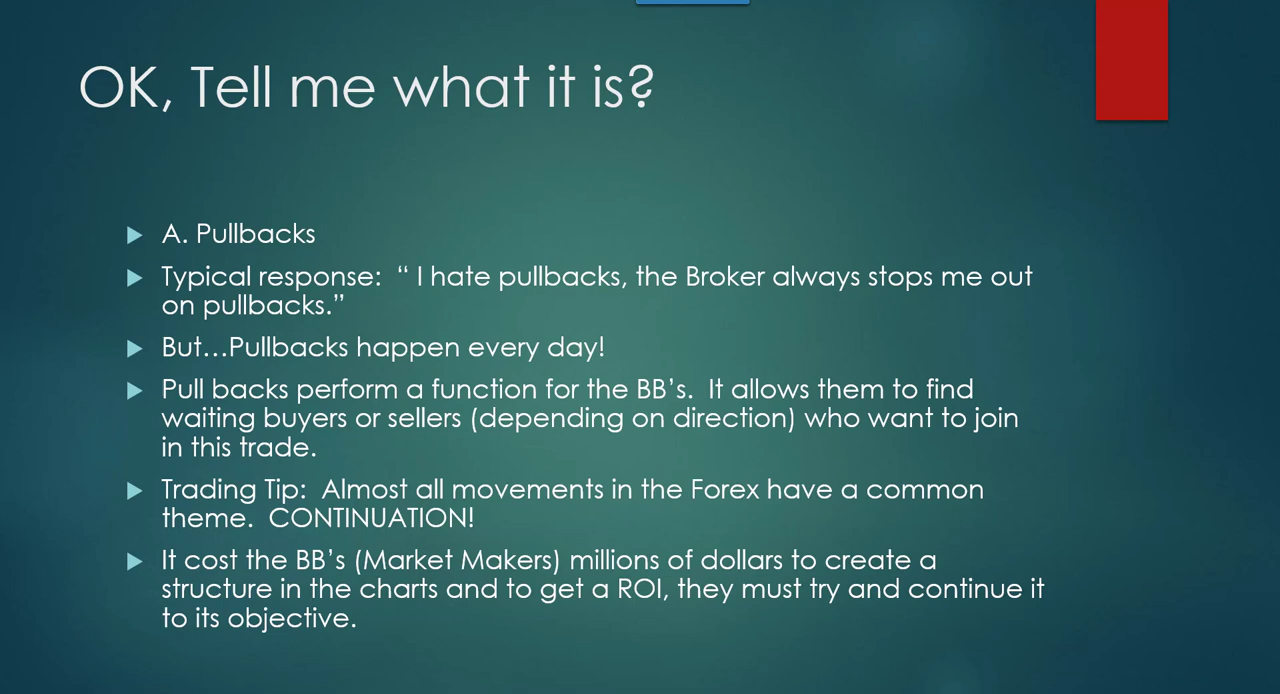 OK, Tell me what it is?
A. Pullbacks
Typical response:  “ I hate pullbacks, the Broker always stops me out
on pullbacks.”
But…Pullbacks happen every day!
Pull backs perform a function for the BB’s.  It allows them to find
waiting buyers or sellers (depending on direction) who want to join
in this trade.
Trading Tip:  Almost all movements in the Forex have a common
theme.  CONTINUATION!
It cost the BB’s (Market Makers) millions of dollars to create a
structure in the charts and to get a ROI, they must try and continue it
to its objective.